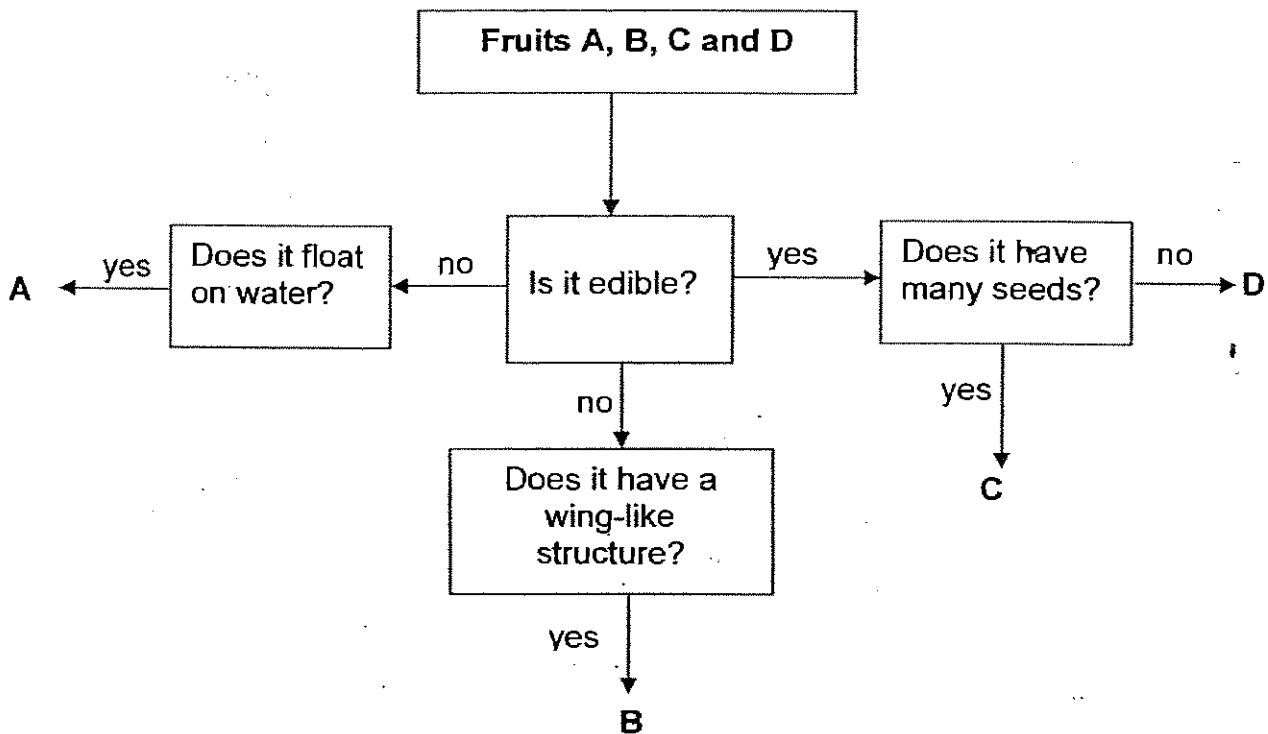 Fruits A, B, C and D
Does it float
on water?
yes
A
no
Is it edible?
yes
Does it have
many seeds?
no
D
yes
C
no
Does it have a
wing-like
structure?
yes
B